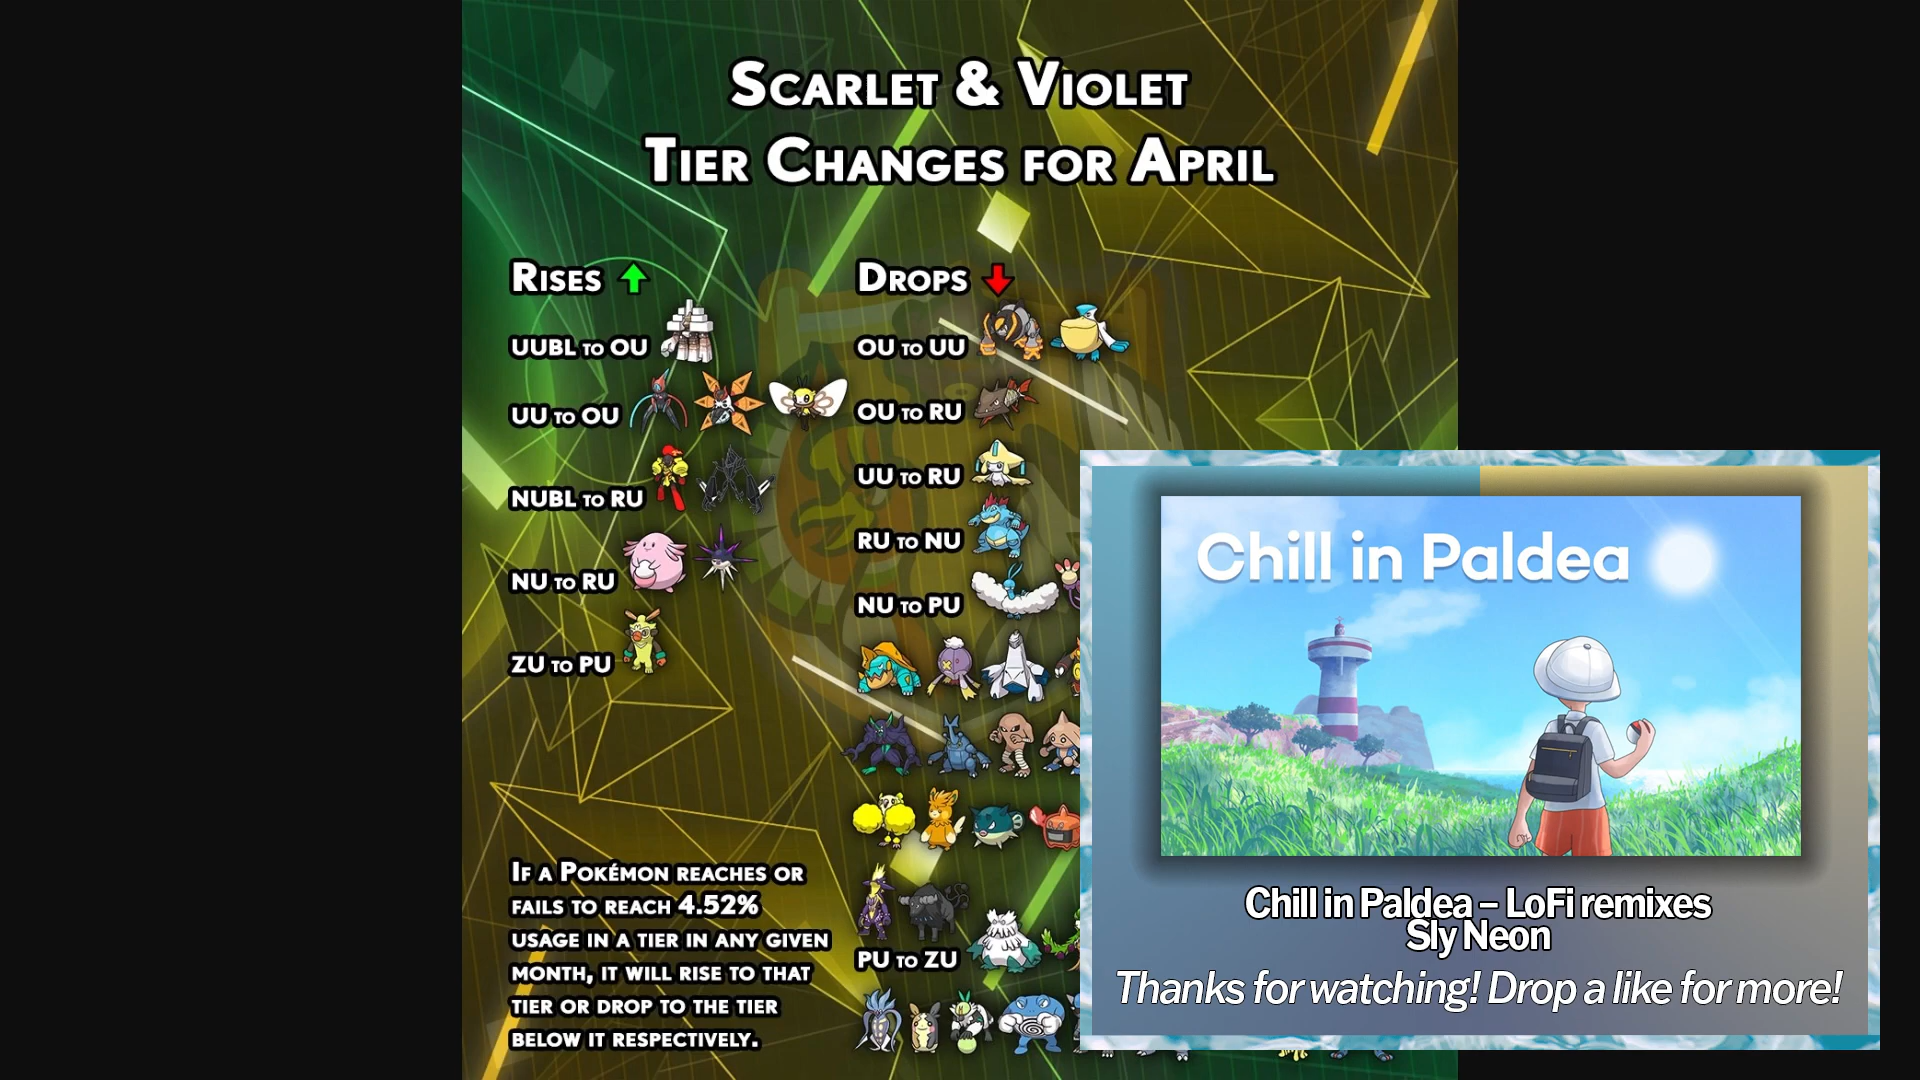 Scarlet & Violet
Tier Changes for April
Rises
UUBL to OU
UU to OU
NUBL to RU
NU to RU
ZU to PU
Drops
OU to UU
OU to RU
UU to RU
RU to NU
NU to PU
PU to ZU
If a Pokémon reaches or
fails to reach 4.52%
usage in a tier in any given
month, it will rise to that
tier or drop to the tier
below it respectively.
Chill in Paldea
Chill in Paldea – LoFi remixes
Sly Neon
Thanks for watching! Drop a like for more!